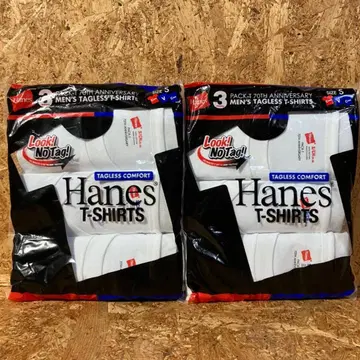 Hanes 3 PACK-T 70TH ANNIVERSARY
MEN'S TAGLESS T-SHIRTS
SIZE S
Look!
No Tag!
TAGLESS COMFORT
Hanes
T-SHIRTS
3 PACK-T 70TH ANNIVERSARY
MEN'S TAGLESS T-SHIRTS
SIZE S
Look!
No Tag!
TAGLESS COMFORT
Hanes
T-SHIRTS